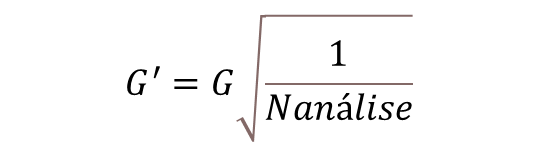 G′ = G√(1/Nanálise)